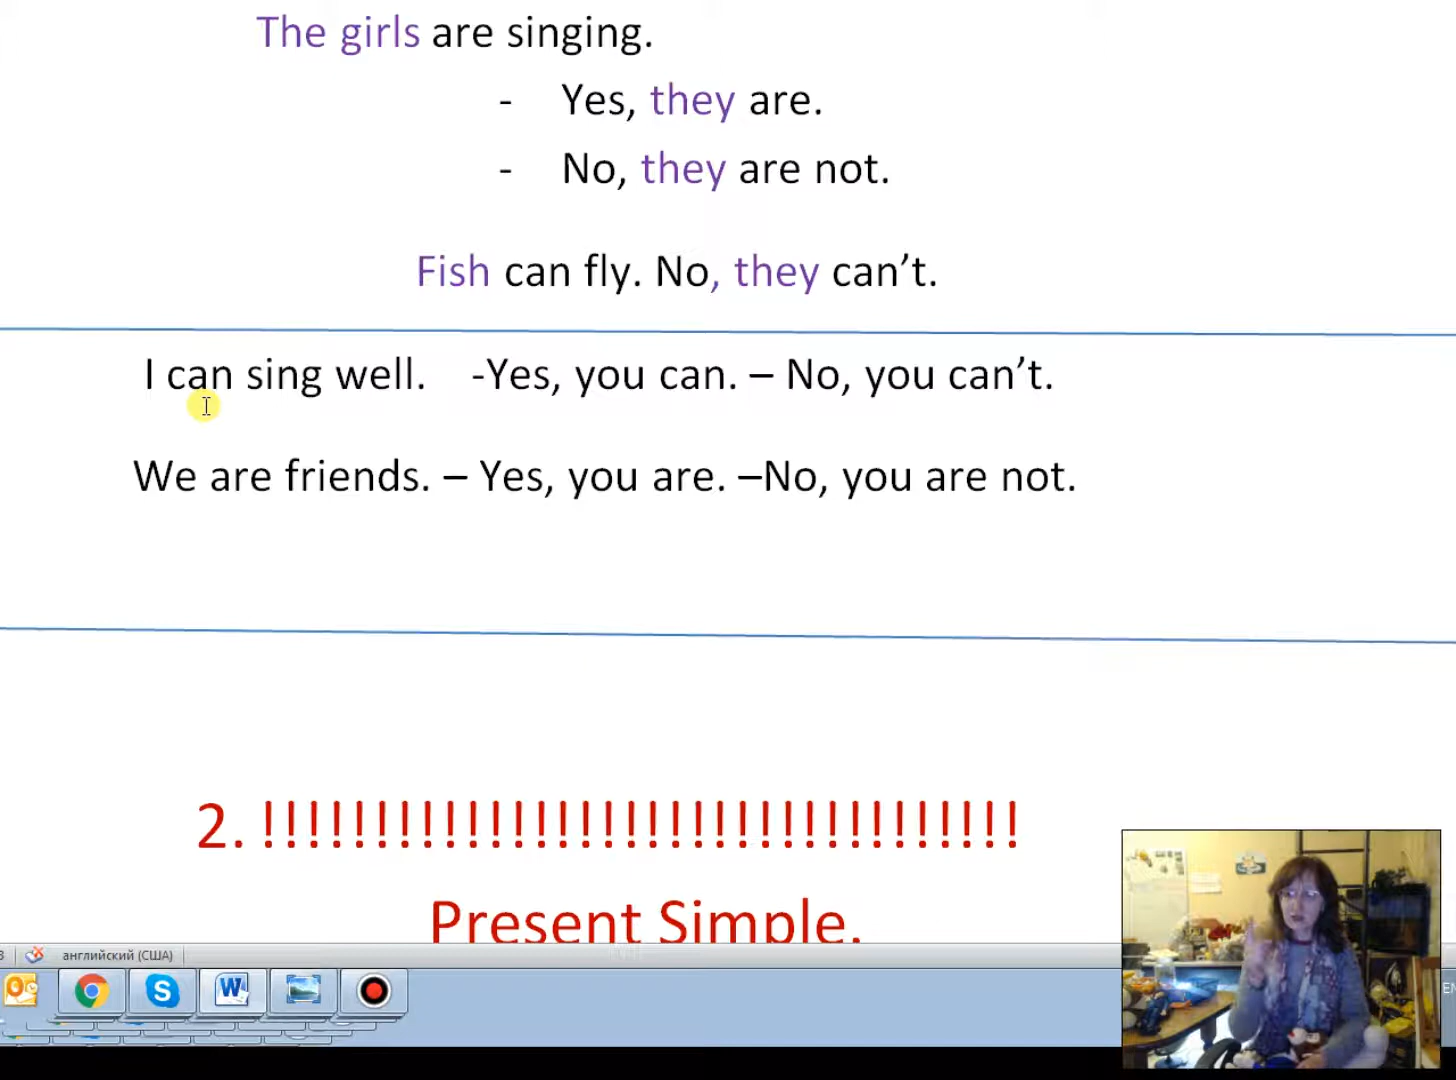 The girls are singing.
- Yes, they are.
- No, they are not.
Fish can fly. No, they can’t.
I can sing well. -Yes, you can. – No, you can’t.
We are friends. – Yes, you are. –No, you are not.
2. !!!!!!!!!!!!!!!!!!!!!!!!!!!!!!!!!!
Present Simple.
английский (США)